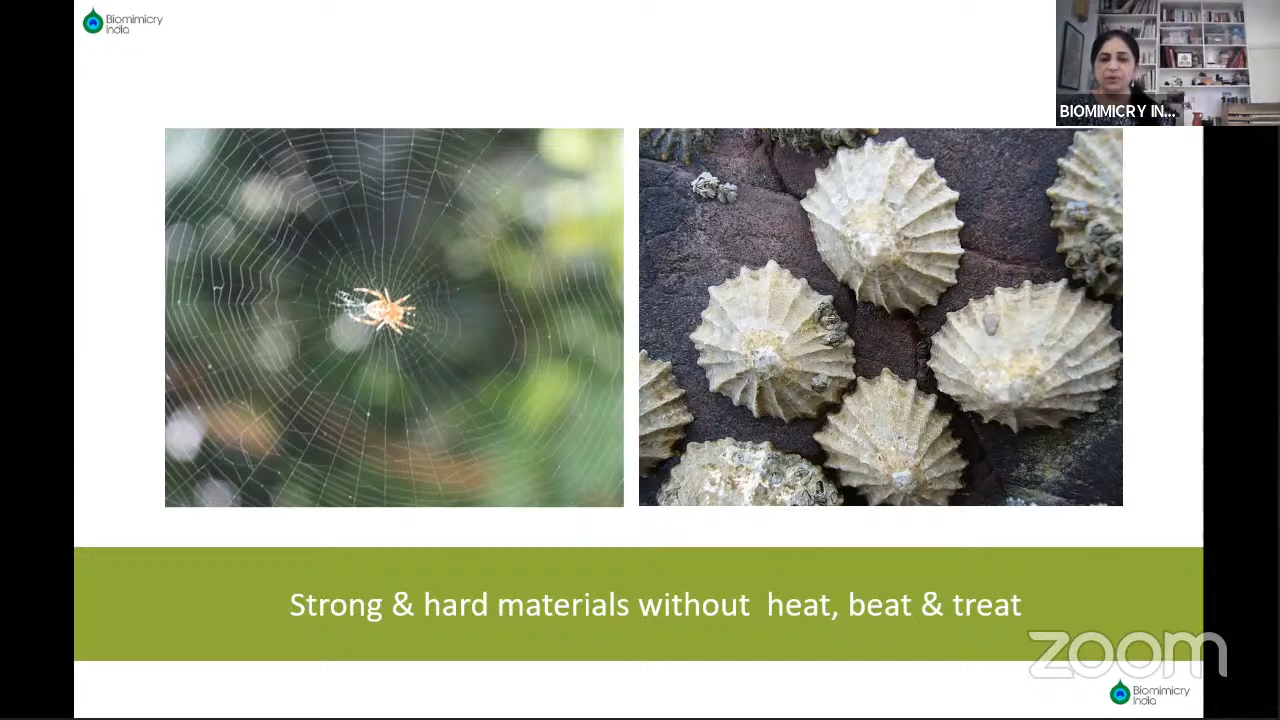 Biomimicry
India
BIOMIMICRY IN...
Strong & hard materials without  heat, beat & treat
zoom
Biomimicry
India